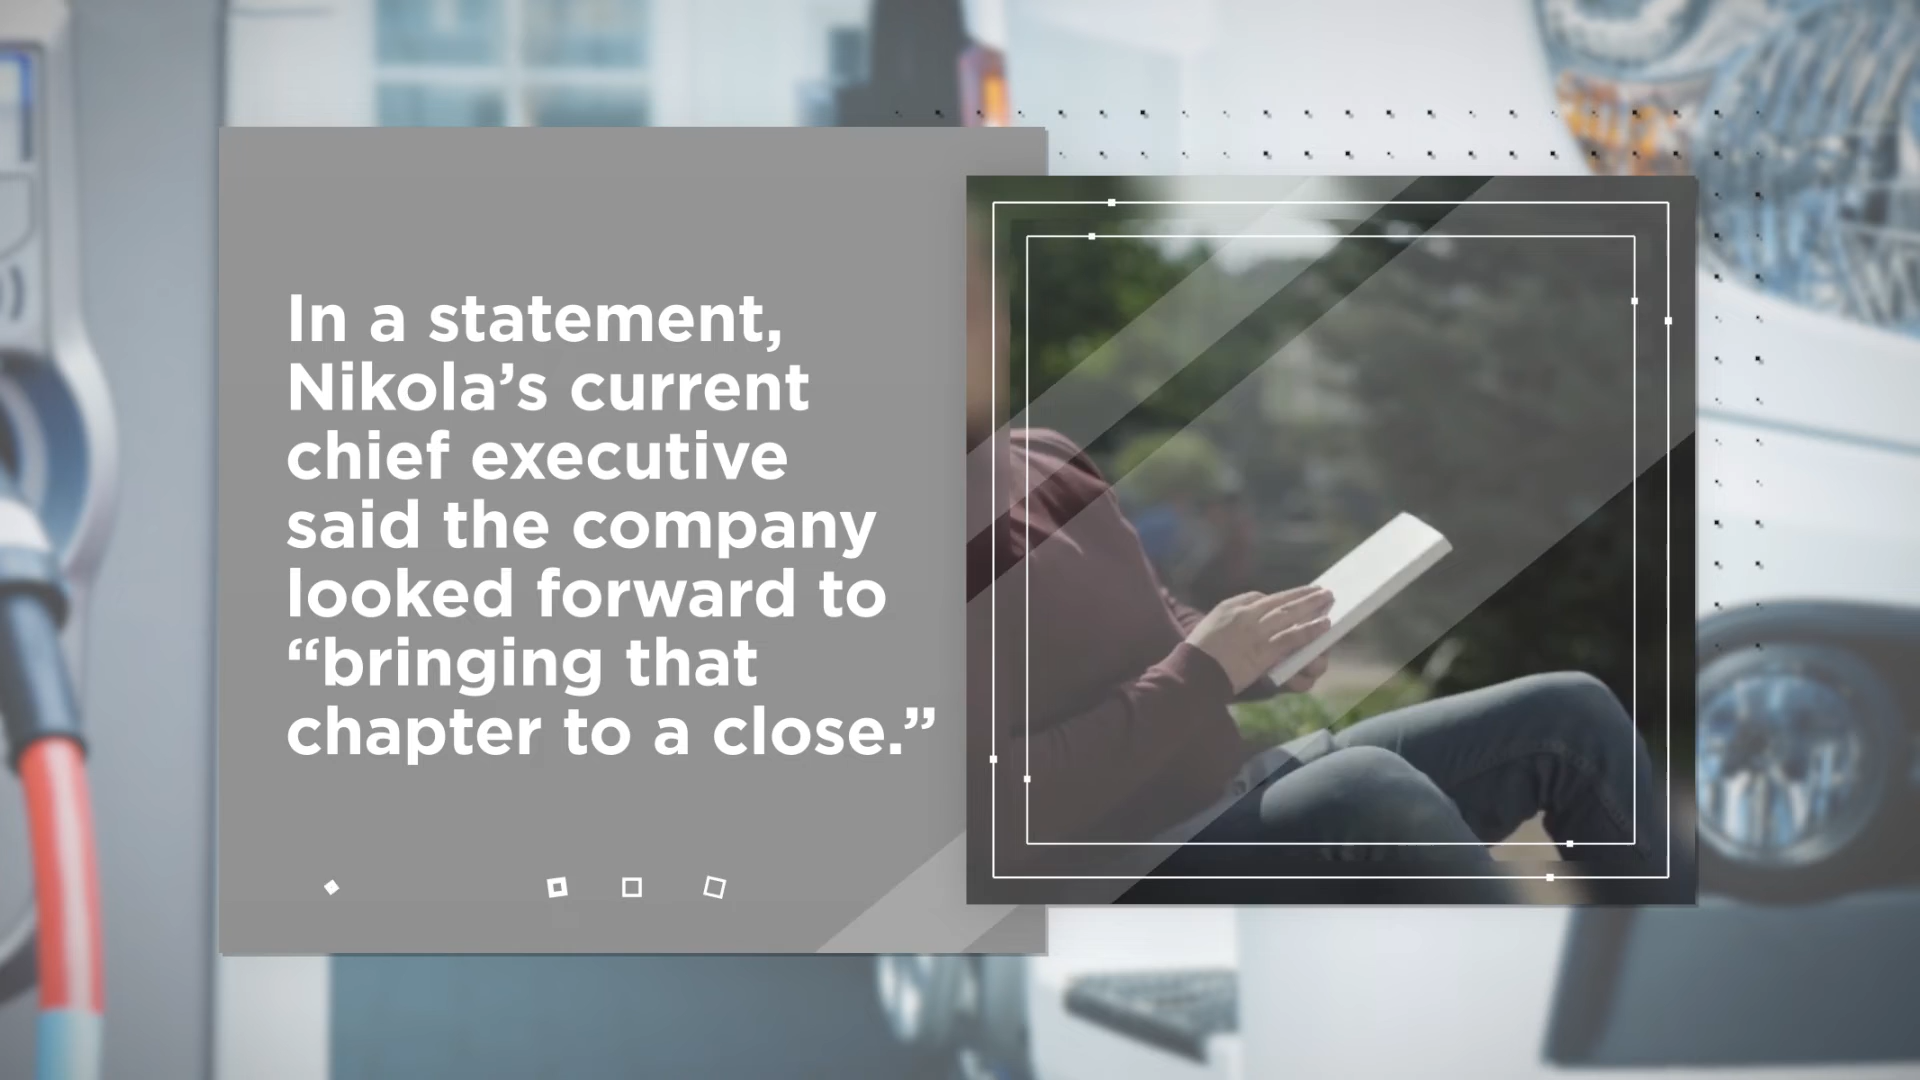 In a statement,
Nikola’s current
chief executive
said the company
looked forward to
“bringing that
chapter to a close.”